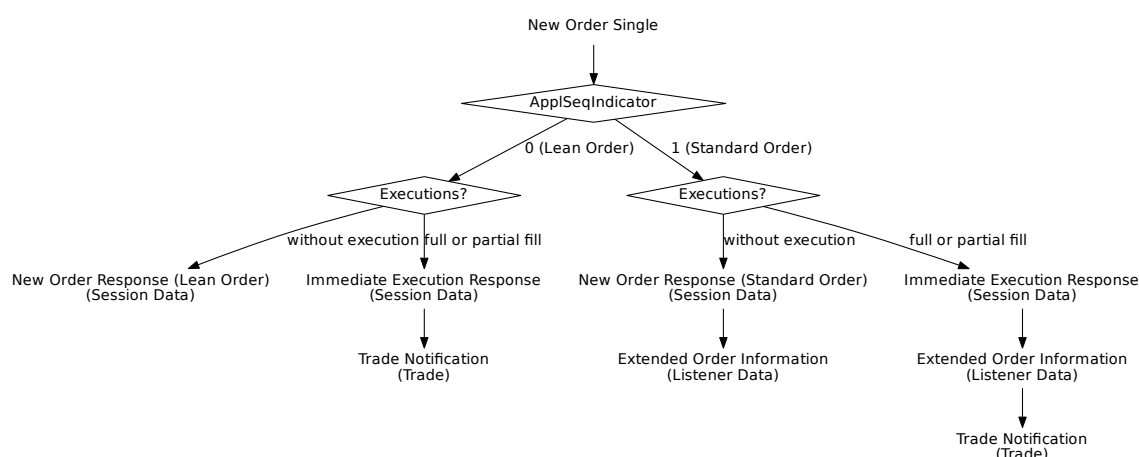 New Order Single
ApplSeqIndicator
0 (Lean Order)
1 (Standard Order)
Executions?
Executions?
without execution
full or partial fill
without execution
full or partial fill
New Order Response (Lean Order)
(Session Data)
Immediate Execution Response
(Session Data)
New Order Response (Standard Order)
(Session Data)
Immediate Execution Response
(Session Data)
Trade Notification
(Trade)
Extended Order Information
(Listener Data)
Extended Order Information
(Listener Data)
Trade Notification
(Trade)